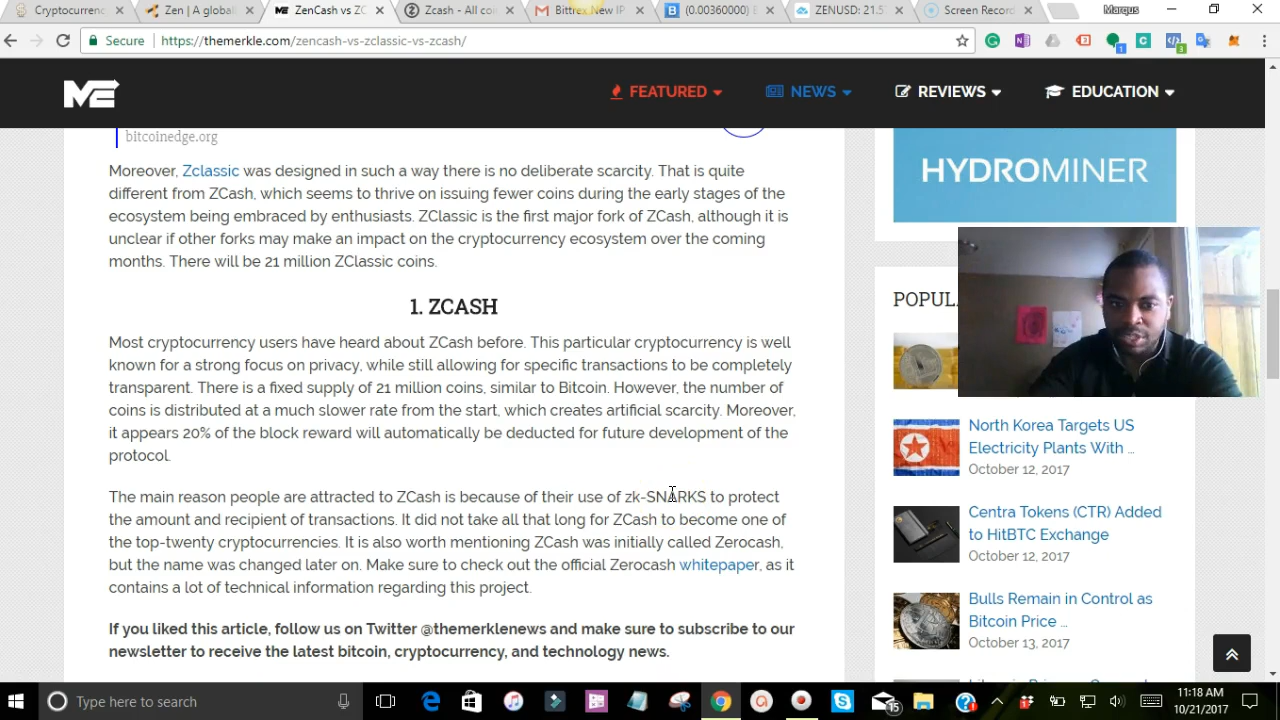 Cryptocurren
Zen | A global
ZenCash vs ZC
Zcash - All coi
Bittrex New IP
(0.00360000) B
ZENUSD: 21.5
Screen Record
Marqus
Secure
https://themerkle.com/zencash-vs-zclassic-vs-zcash/
ME
FEATURED
NEWS
REVIEWS
EDUCATION
bitcoinedge.org
Moreover, Zclassic was designed in such a way there is no deliberate scarcity. That is quite
different from ZCash, which seems to thrive on issuing fewer coins during the early stages of the
ecosystem being embraced by enthusiasts. ZClassic is the first major fork of ZCash, although it is
unclear if other forks may make an impact on the cryptocurrency ecosystem over the coming
months. There will be 21 million ZClassic coins.
1. ZCASH
Most cryptocurrency users have heard about ZCash before. This particular cryptocurrency is well
known for a strong focus on privacy, while still allowing for specific transactions to be completely
transparent. There is a fixed supply of 21 million coins, similar to Bitcoin. However, the number of
coins is distributed at a much slower rate from the start, which creates artificial scarcity. Moreover,
it appears 20% of the block reward will automatically be deducted for future development of the
protocol.
The main reason people are attracted to ZCash is because of their use of zk-SNARKS to protect
the amount and recipient of transactions. It did not take all that long for ZCash to become one of
the top-twenty cryptocurrencies. It is also worth mentioning ZCash was initially called Zerocash,
but the name was changed later on. Make sure to check out the official Zerocash whitepaper, as it
contains a lot of technical information regarding this project.
If you liked this article, follow us on Twitter @themerklenews and make sure to subscribe to our
newsletter to receive the latest bitcoin, cryptocurrency, and technology news.
HYDROMINER
POPUL
North Korea Targets US
Electricity Plants With ...
October 12, 2017
Centra Tokens (CTR) Added
to HitBTC Exchange
October 12, 2017
Bulls Remain in Control as
Bitcoin Price ...
October 13, 2017
Type here to search
15
11:18 AM
10/21/2017